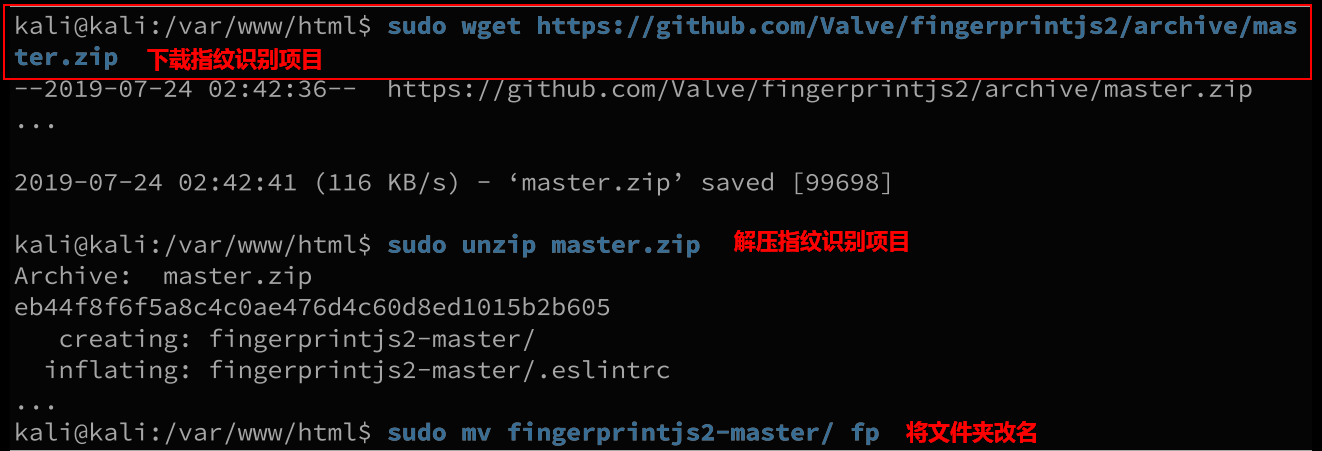 kali@kali:/var/www/html$ sudo wget https://github.com/Valve/fingerprintjs2/archive/mas
ter.zip 下载指纹识别项目
--2019-07-24 02:42:36-- https://github.com/Valve/fingerprintjs2/archive/master.zip
...
2019-07-24 02:42:41 (116 KB/s) - ‘master.zip’ saved [99698]
kali@kali:/var/www/html$ sudo unzip master.zip 解压指纹识别项目
Archive:  master.zip
eb44f8f6f5a8c4c0ae476d4c60d8ed1015b2b605
creating: fingerprintjs2-master/
inflating: fingerprintjs2-master/.eslintrc
...
kali@kali:/var/www/html$ sudo mv fingerprintjs2-master/ fp 将文件夹改名